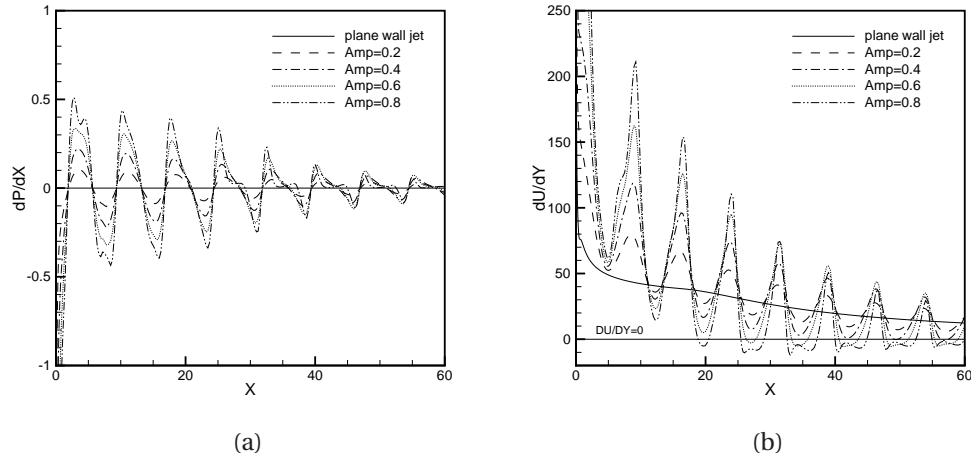 1
0.5
0
-0.5
-1
dP/dX
0
20
40
60
X
plane wall jet
Amp=0.2
Amp=0.4
Amp=0.6
Amp=0.8
(a)
250
200
150
100
50
0
dU/dY
0
20
40
60
X
plane wall jet
Amp=0.2
Amp=0.4
Amp=0.6
Amp=0.8
DU/DY=0
(b)